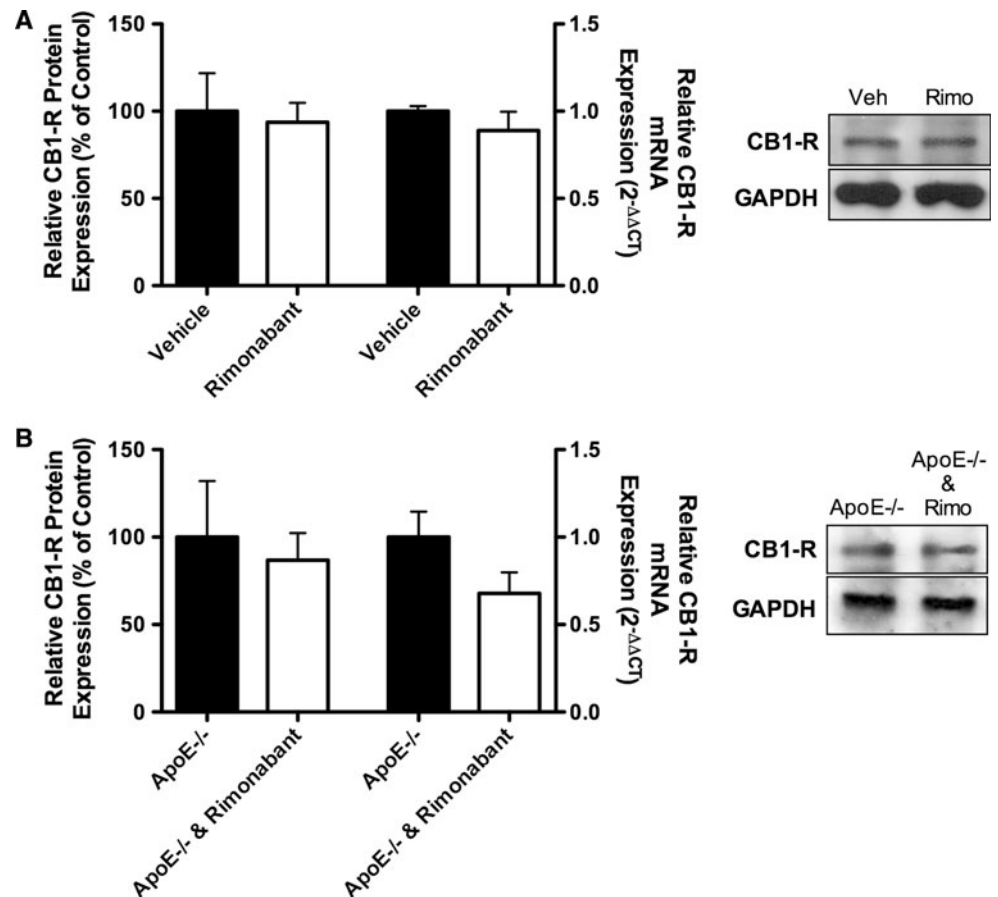 A
Relative CB1-R Protein
Expression (% of Control)
150
100
50
0
Vehicle
Rimonabant
Vehicle
Rimonabant
1.5
1.0
0.5
0.0
Relative CB1-R
mRNA
Expression (2-ΔΔCT)
Veh Rimo
CB1-R
GAPDH
B
Relative CB1-R Protein
Expression (% of Control)
150
100
50
0
ApoE-/-
ApoE-/- & Rimonabant
ApoE-/-
ApoE-/- & Rimonabant
1.5
1.0
0.5
0.0
Relative CB1-R
mRNA
Expression (2-ΔΔCT)
ApoE-/-
ApoE-/-
&
Rimo
CB1-R
GAPDH